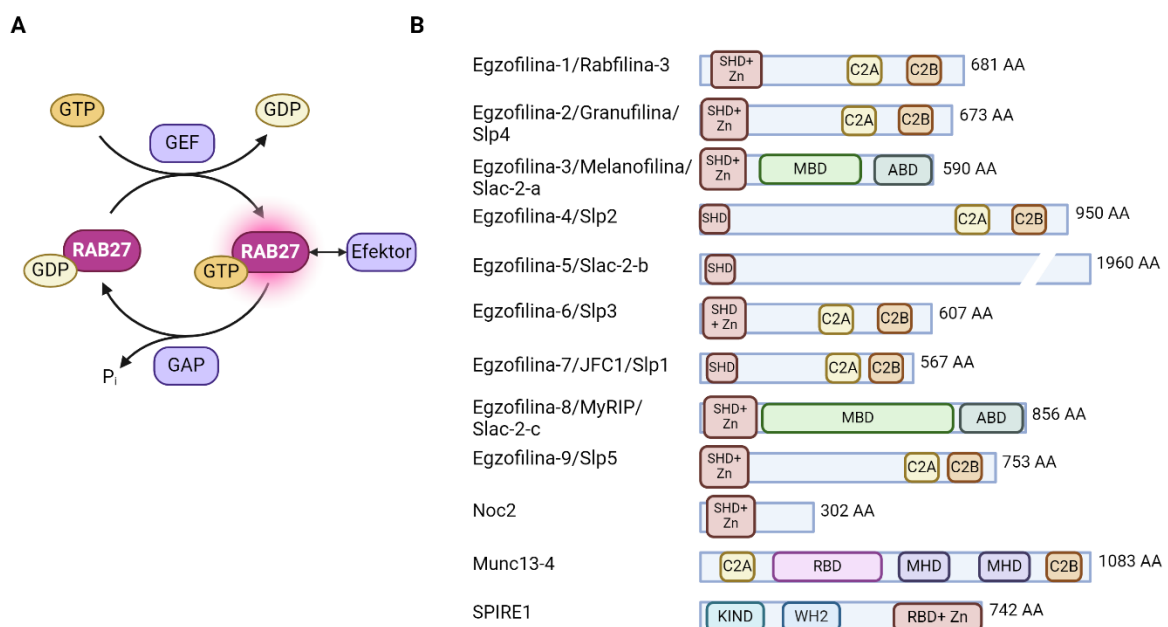 A
GTP
GDP
GEF
RAB27
GDP
RAB27
GTP
Efektor
GAP
Pi
B
Egzofilina-1/Rabfilina-3
SHD+
Zn
C2A
C2B
681 AA
Egzofilina-2/Granufilina/
Slp4
SHD+
Zn
C2A
C2B
673 AA
Egzofilina-3/Melanofilina/
Slac-2-a
SHD+
Zn
MBD
ABD
590 AA
Egzofilina-4/Slp2
SHD
C2A
C2B
950 AA
Egzofilina-5/Slac-2-b
SHD
1960 AA
Egzofilina-6/Slp3
SHD
+ Zn
C2A
C2B
607 AA
Egzofilina-7/JFC1/Slp1
SHD
C2A
C2B
567 AA
Egzofilina-8/MyRIP/
Slac-2-c
SHD+
Zn
MBD
ABD
856 AA
Egzofilina-9/Slp5
SHD+
Zn
C2A
C2B
753 AA
Noc2
SHD+
Zn
302 AA
Munc13-4
C2A
RBD
MHD
MHD
C2B
1083 AA
SPIRE1
KIND
WH2
RBD+ Zn
742 AA